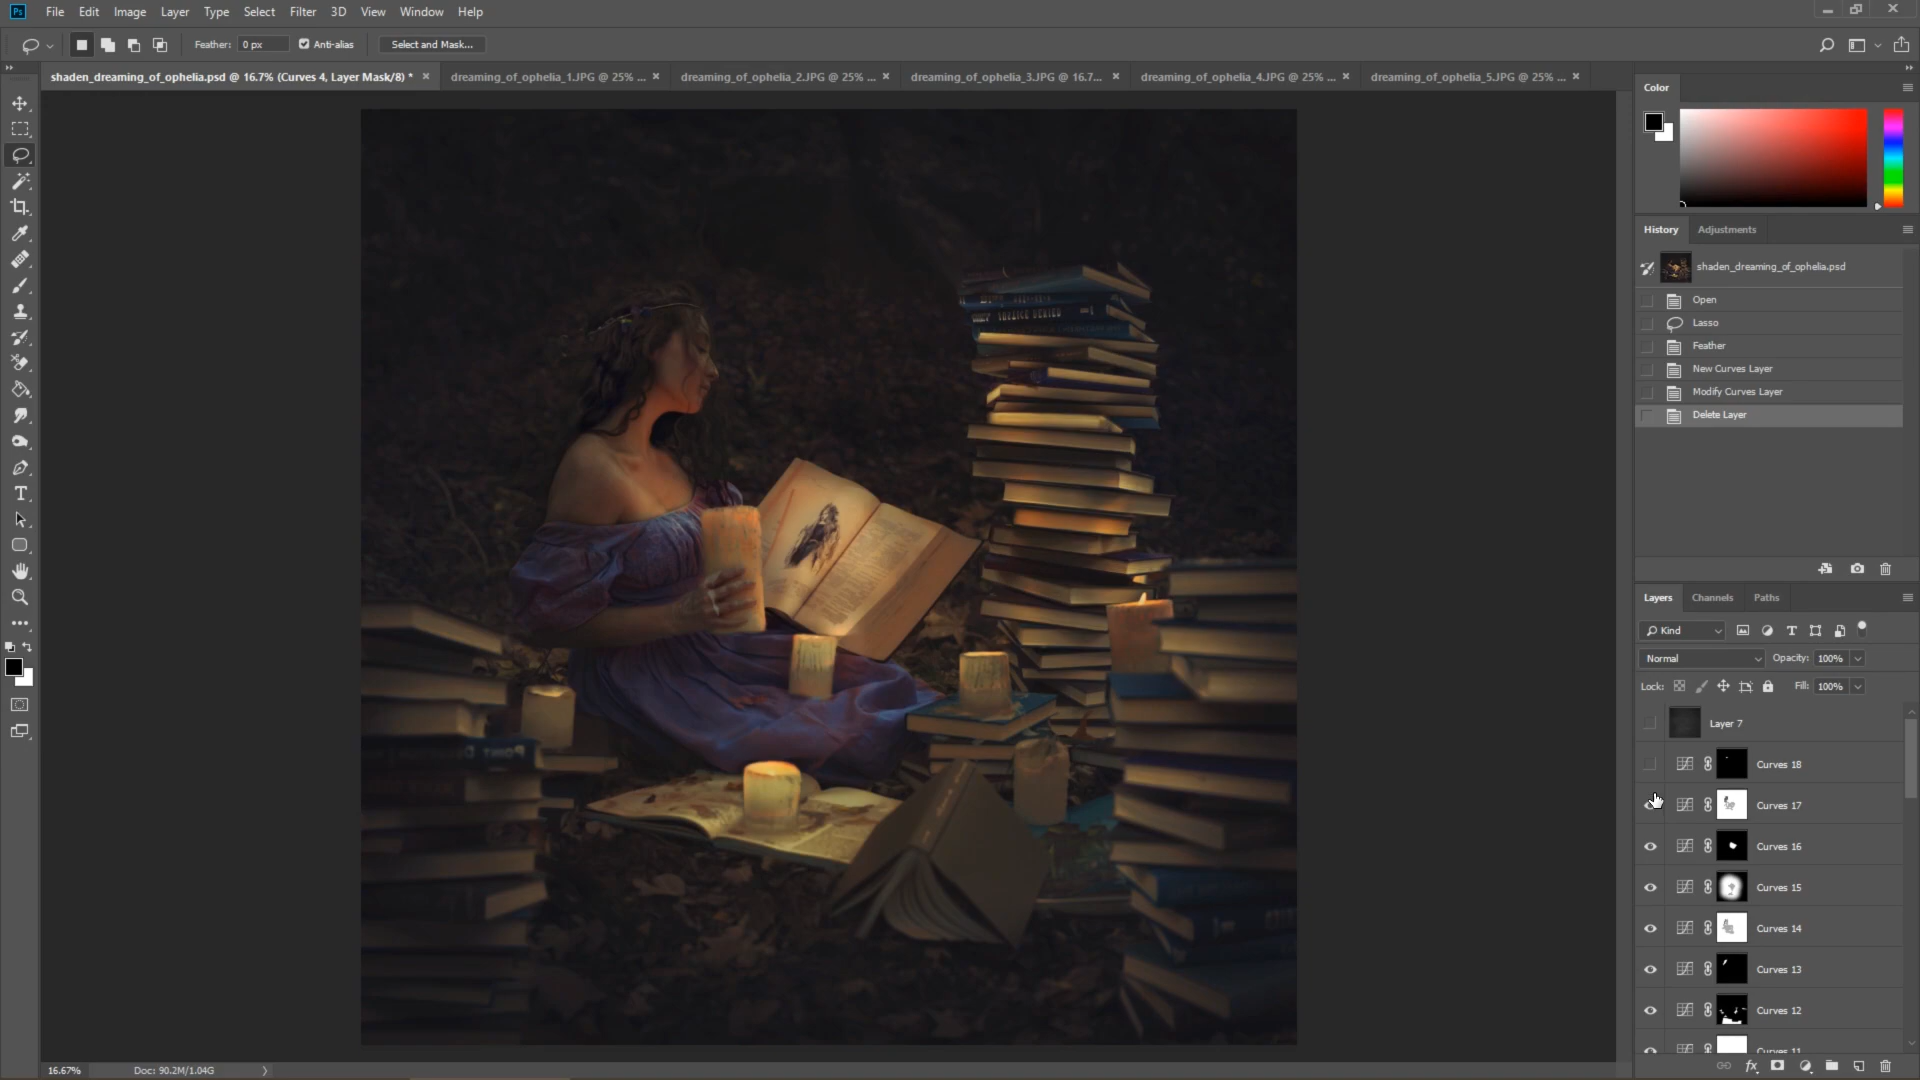 Ps File Edit Image Layer Type Select Filter 3D View Window Help
Feather: 0 px Anti-alias Select and Mask...
shaden_dreaming_of_ophelia.psd @ 16.7% (Curves 4, Layer Mask/8) * dreaming_of_ophelia_1.JPG @ 25% ... dreaming_of_ophelia_2.JPG @ 25% ... dreaming_of_ophelia_3.JPG @ 16.7... dreaming_of_ophelia_4.JPG @ 25% ... dreaming_of_ophelia_5.JPG @ 25% ...
Color
History Adjustments
shaden_dreaming_of_ophelia.psd
Open
Lasso
Feather
New Curves Layer
Modify Curves Layer
Delete Layer
Layers Channels Paths
Kind
Normal Opacity: 100%
Lock: Fill: 100%
Layer 7
Curves 18
Curves 17
Curves 16
Curves 15
Curves 14
Curves 13
Curves 12
Curves 11
16.67% Doc: 90.2M/1.04G